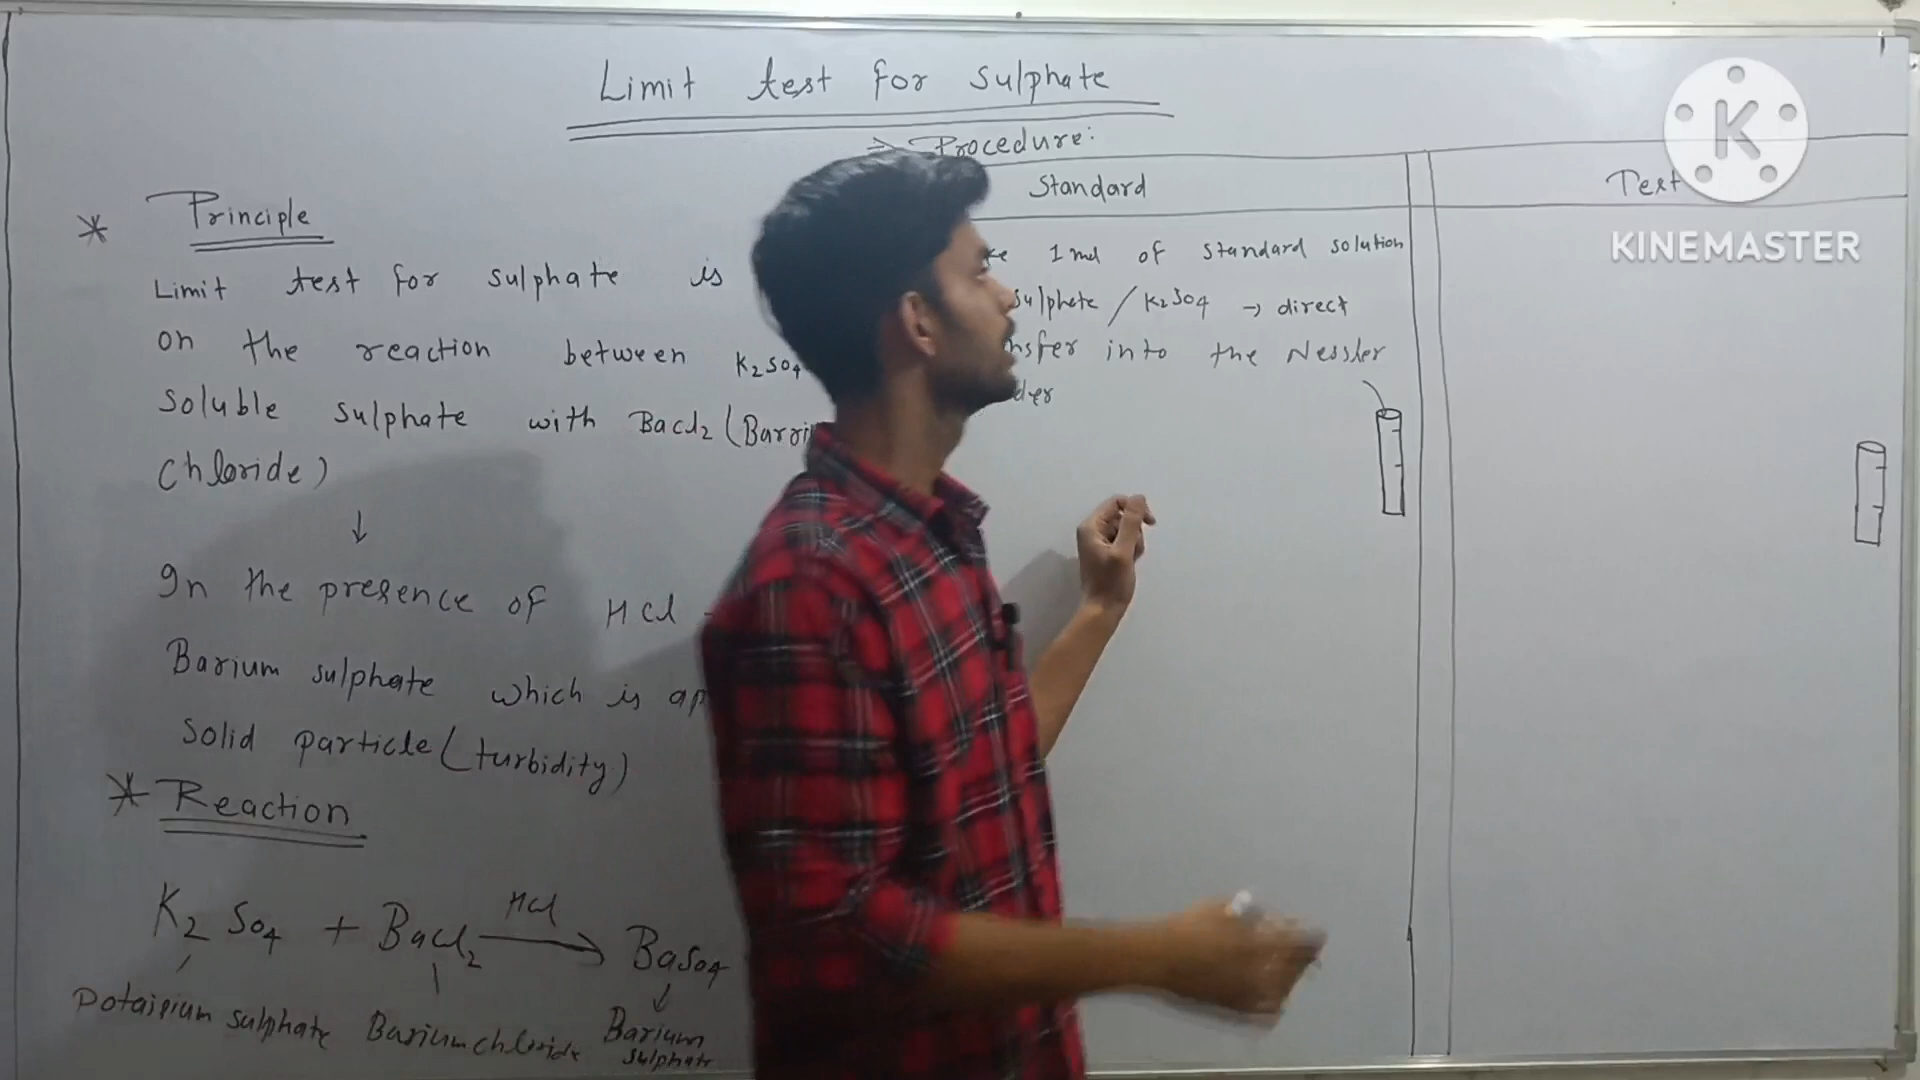 Limit test for sulphate
* Principle
Limit test for sulphate is
on the reaction between K2SO4
soluble sulphate with BaCl2 (Barri
Chloride)
↓
In the presence of HCl
Barium sulphate which is ap
solid particle (turbidity)
* Reaction
K2SO4 + BaCl2 HCl → BaSO4
Potaipium sulphate Barium chloride Barium
sulphate
→ Procedure:
Standard
ke 1 ml of standard solution
sulphate / K2SO4 → direct
nsfer into the Nessler
der
Test
K
KINEMASTER